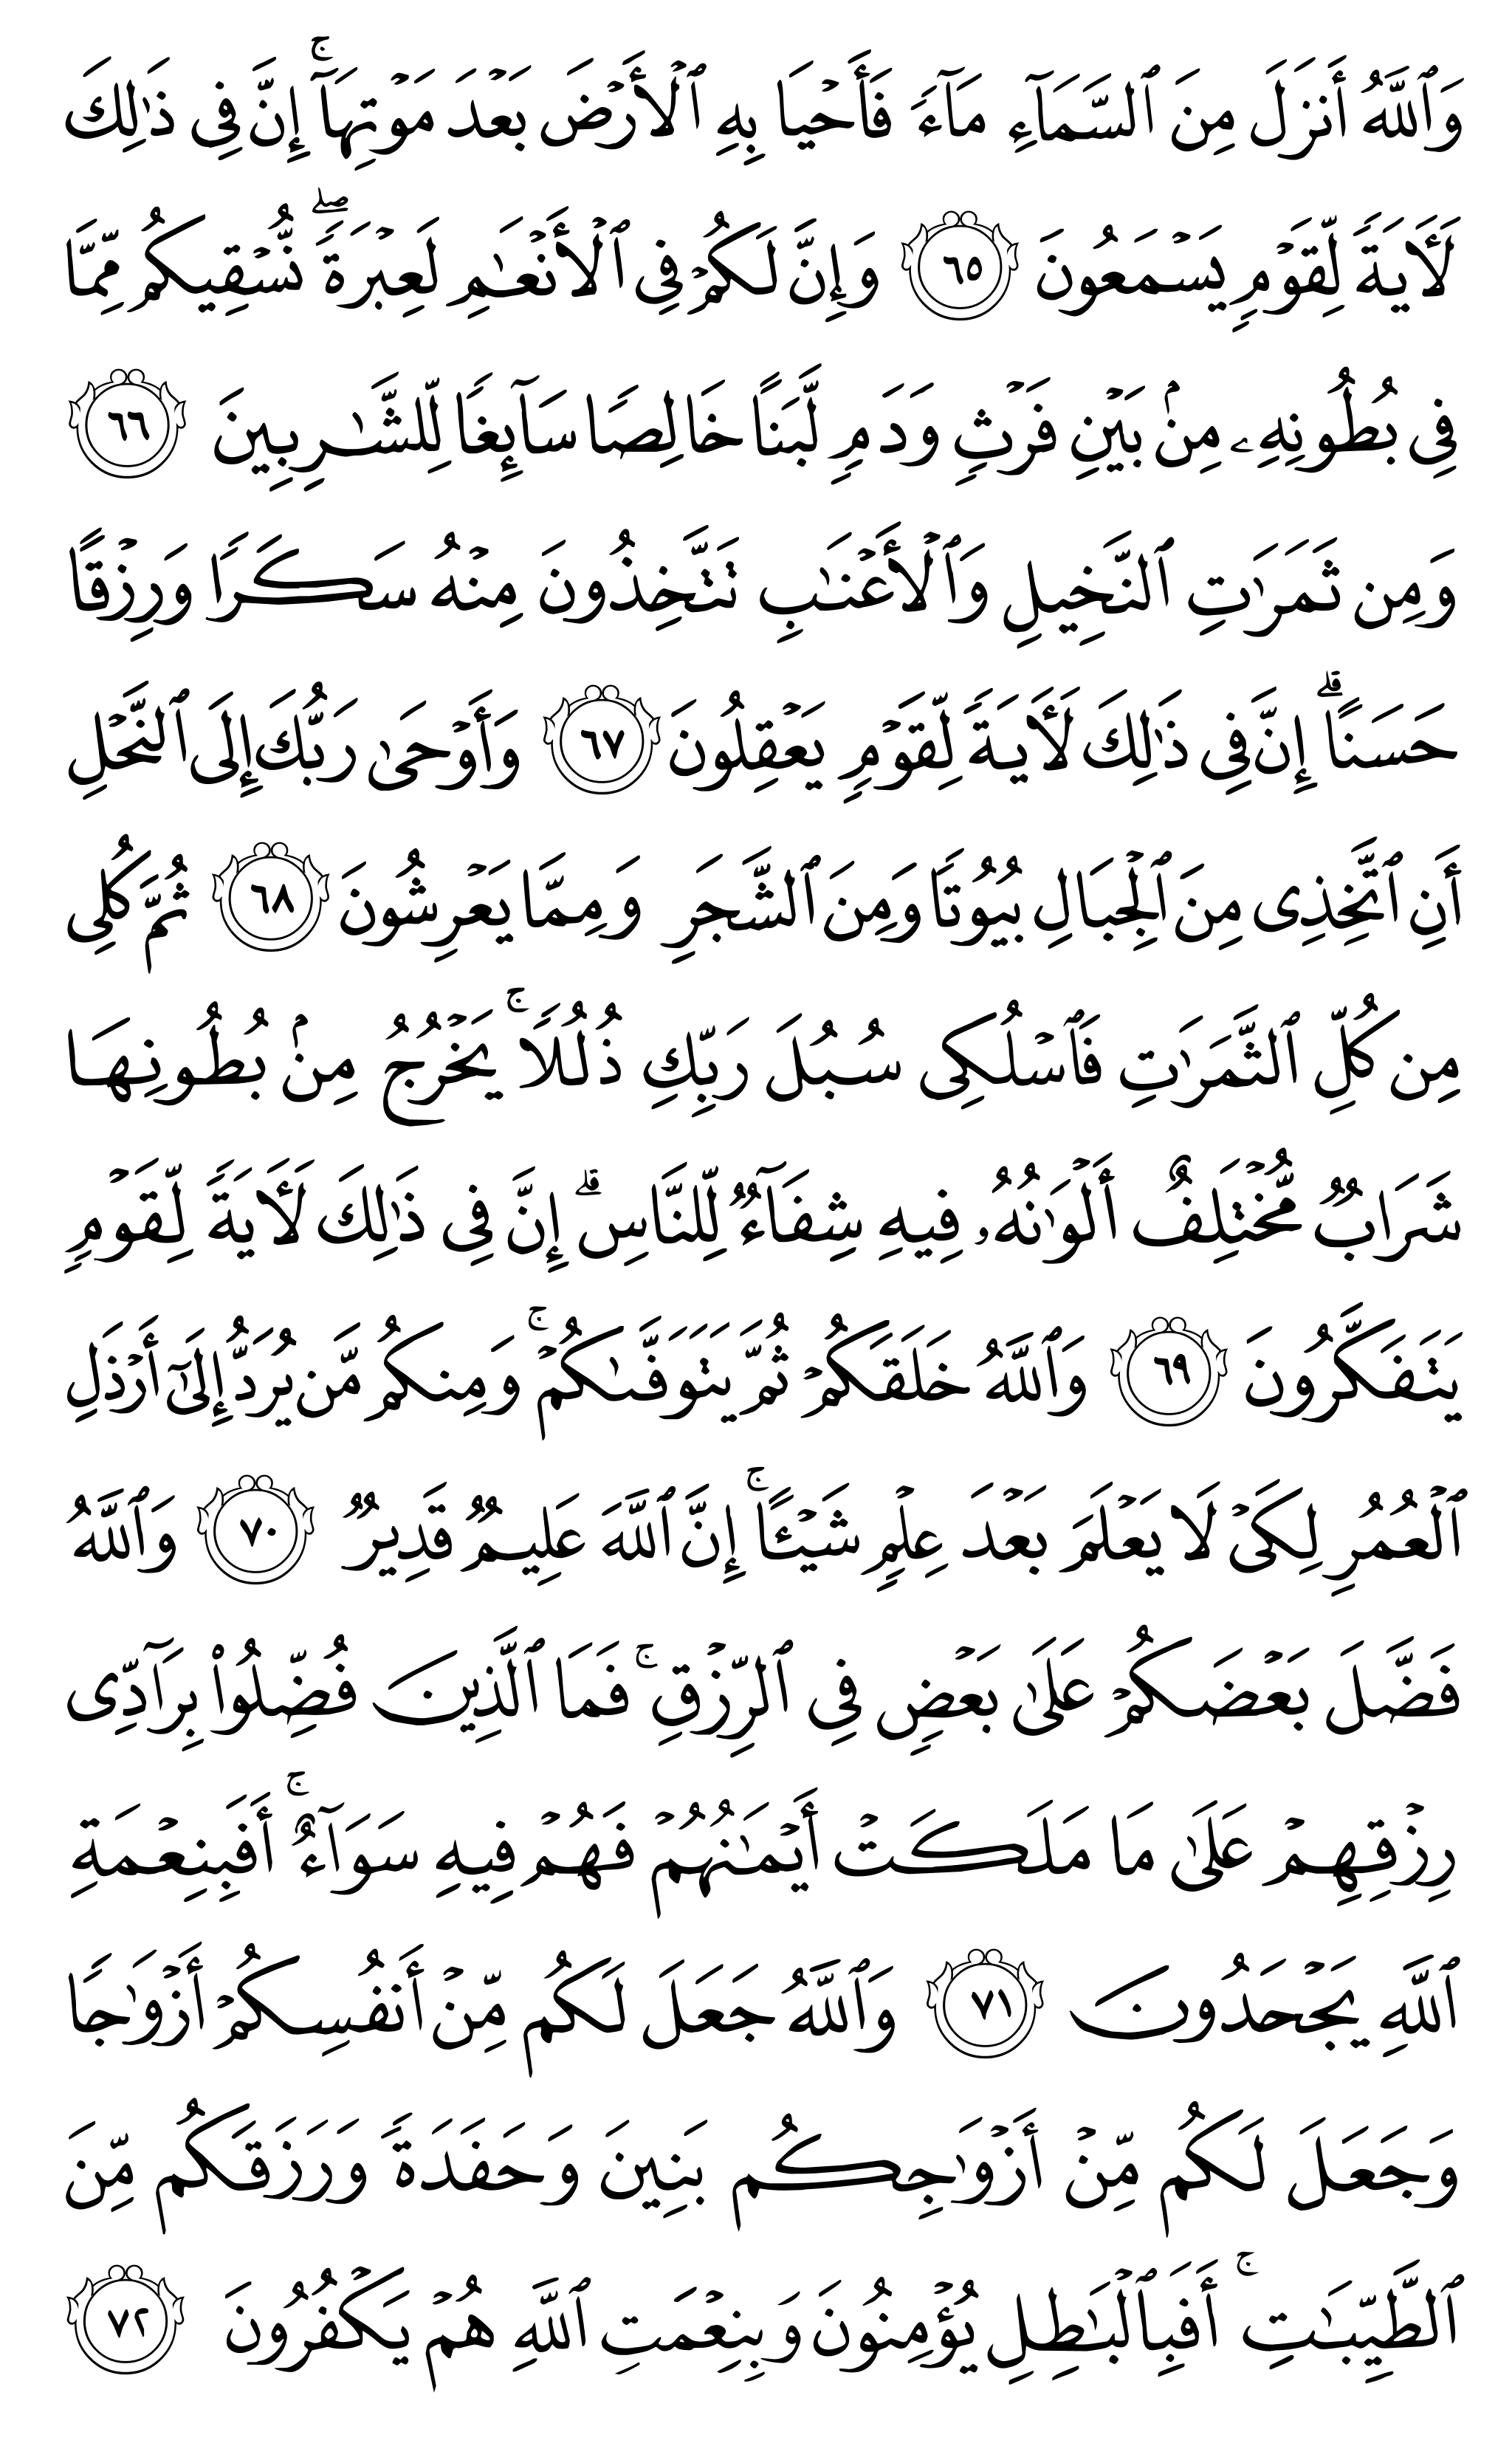 وَٱللَّهُ أَنزَلَ مِنَ ٱلسَّمَآءِ مَآءً فَأَحۡيَا بِهِ ٱلۡأَرۡضَ بَعۡدَ مَوۡتِهَآۚ إِنَّ فِي ذَٰلِكَ
لَأٓيَةً لِّقَوۡمٍ يَسۡمَعُونَ ٦٥ وَإِنَّ لَكُمۡ فِي ٱلۡأَنۡعَٰمِ لَعِبۡرَةًۖ نُّسۡقِيكُم مِّمَّا
فِي بُطُونِهِۦ مِنۢ بَيۡنِ فَرۡثٍ وَدَمٍ لَّبَنًا خَالِصًا سَآئِغًا لِّلشَّٰرِبِينَ ٦٦
وَمِن ثَمَرَٰتِ ٱلنَّخِيلِ وَٱلۡأَعۡنَٰبِ تَتَّخِذُونَ مِنۡهُ سَكَرًا وَرِزۡقًا
حَسَنًاۗ إِنَّ فِي ذَٰلِكَ لَأٓيَةً لِّقَوۡمٍ يَعۡقِلُونَ ٦٧ وَأَوۡحَىٰ رَبُّكَ إِلَى ٱلنَّحۡلِ
أَنِ ٱتَّخِذِي مِنَ ٱلۡجِبَالِ بُيُوتًا وَمِنَ ٱلشَّجَرِ وَمِمَّا يَعۡرِشُونَ ٦٨ ثُمَّ كُلِي
مِن كُلِّ ٱلثَّمَرَٰتِ فَٱسۡلُكِي سُبُلَ رَبِّكِ ذُلُلًاۚ يَخۡرُجُ مِنۢ بُطُونِهَا
شَرَابٌ مُّخۡتَلِفٌ أَلۡوَٰنُهُۥ فِيهِ شِفَآءٌ لِّلنَّاسِۗ إِنَّ فِي ذَٰلِكَ لَأٓيَةً لِّقَوۡمٍ
يَتَفَكَّرُونَ ٦٩ وَٱللَّهُ خَلَقَكُمۡ ثُمَّ يَتَوَفَّىٰكُمۡۚ وَمِنكُم مَّن يُرَدُّ إِلَىٰٓ أَرۡذَلِ
ٱلۡعُمُرِ لِكَيۡ لَا يَعۡلَمَ بَعۡدَ عِلۡمٍ شَيۡـًٔاۚ إِنَّ ٱللَّهَ عَلِيمٌ قَدِيرٌ ٧٠ وَٱللَّهُ
فَضَّلَ بَعۡضَكُمۡ عَلَىٰ بَعۡضٍ فِي ٱلرِّزۡقِۚ فَمَا ٱلَّذِينَ فُضِّلُواْ بِرَآدِّي
رِزۡقِهِمۡ عَلَىٰ مَا مَلَكَتۡ أَيۡمَٰنُهُمۡ فَهُمۡ فِيهِ سَوَآءٌۚ أَفَبِنِعۡمَةِ
ٱللَّهِ يَجۡحَدُونَ ٧١ وَٱللَّهُ جَعَلَ لَكُم مِّنۡ أَنفُسِكُمۡ أَزۡوَٰجًا
وَجَعَلَ لَكُم مِّنۡ أَزۡوَٰجِكُم بَنِينَ وَحَفَدَةً وَرَزَقَكُم مِّنَ
ٱلطَّيِّبَٰتِۚ أَفَبِٱلۡبَٰطِلِ يُؤۡمِنُونَ وَبِنِعۡمَتِ ٱللَّهِ هُمۡ يَكۡفُرُونَ ٧٢